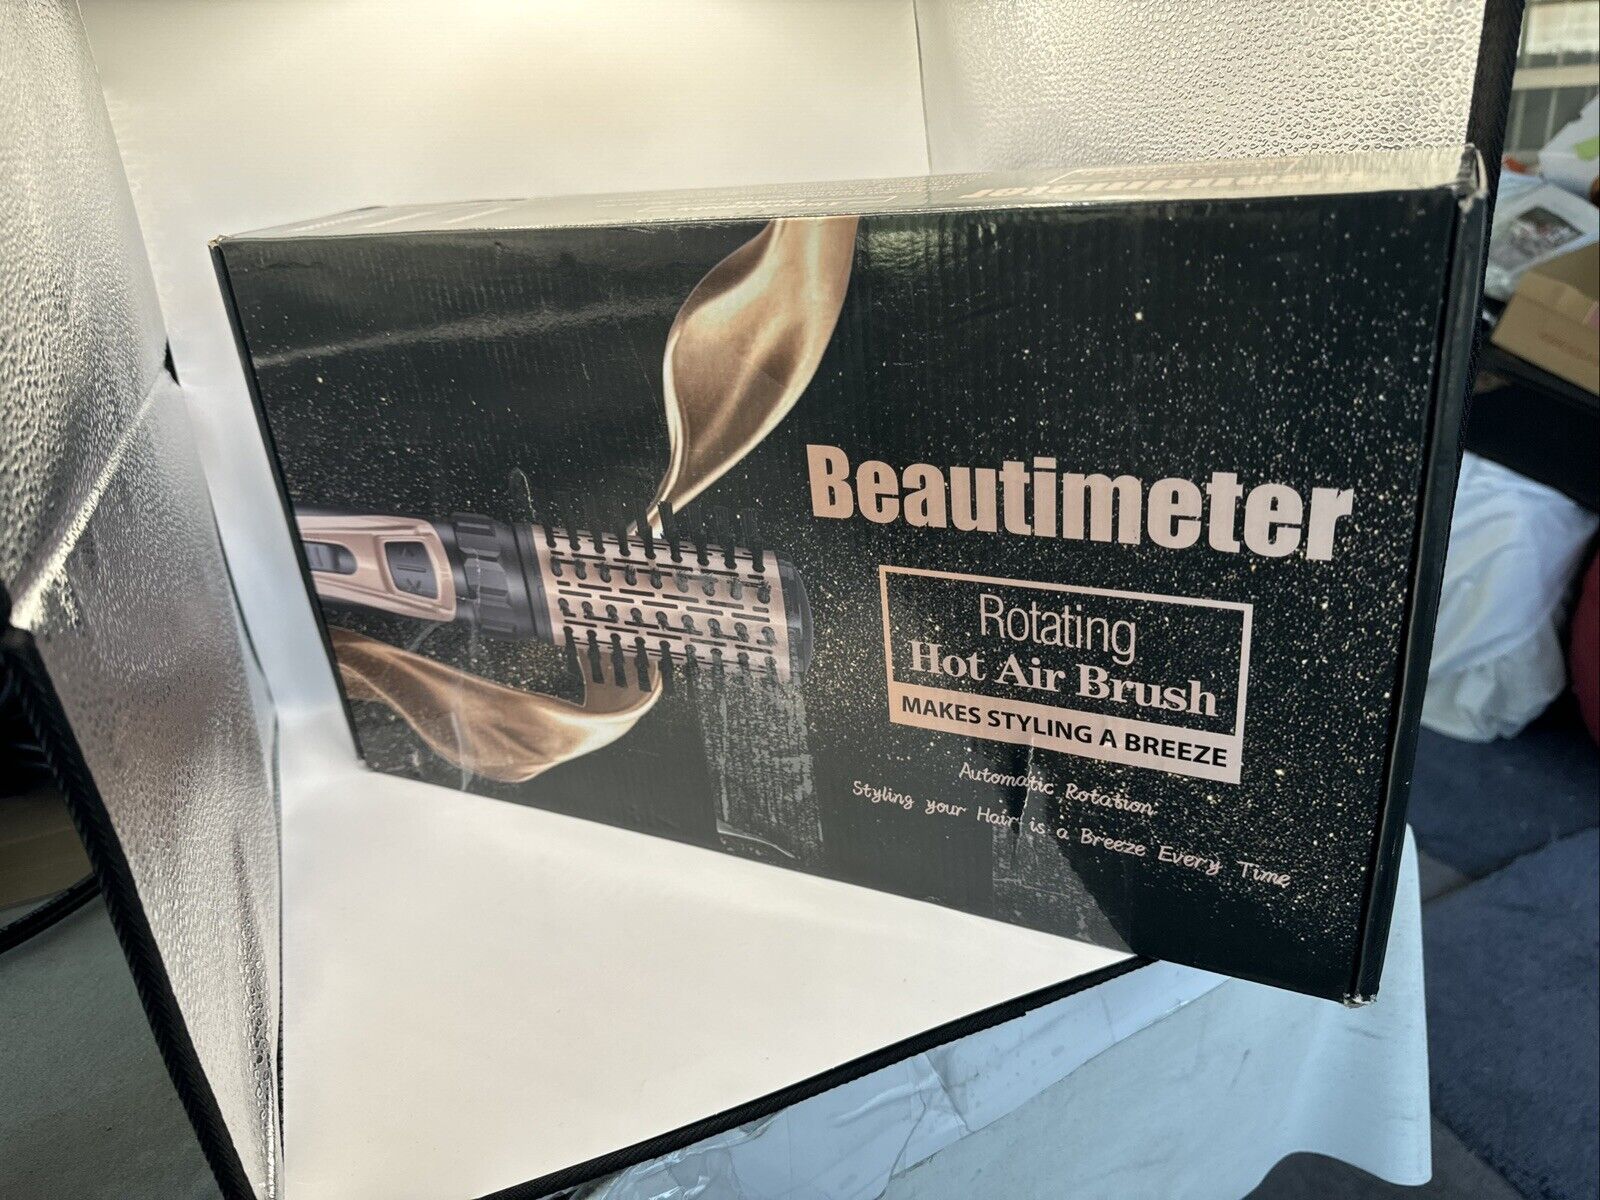 Beautimeter
Rotating
Hot Air Brush
MAKES STYLING A BREEZE
Automatic Rotation
Styling your Hair is a Breeze Every Time